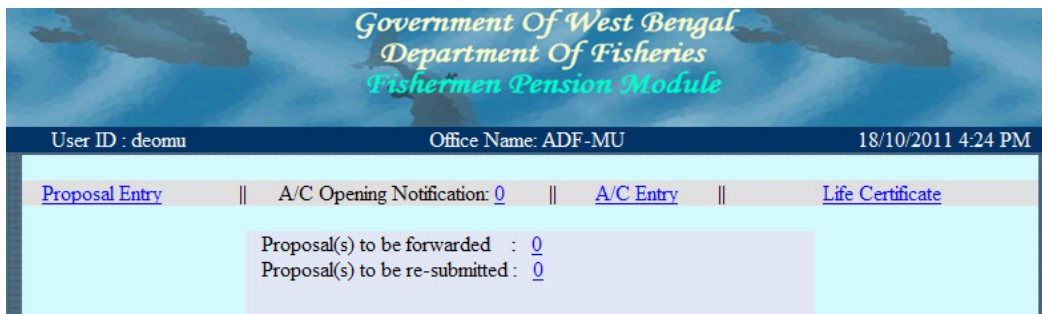 Government Of West Bengal
Department Of Fisheries
Fishermen Pension Module
User ID : deomu Office Name: ADF-MU 18/10/2011 4:24 PM
Proposal Entry || A/C Opening Notification: 0 || A/C Entry || Life Certificate
Proposal(s) to be forwarded : 0
Proposal(s) to be re-submitted : 0